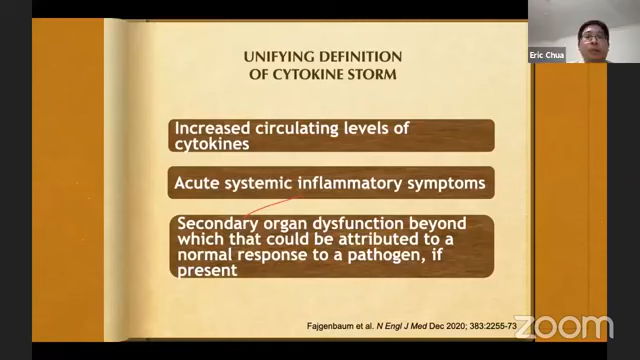 Eric Chua
UNIFYING DEFINITION
OF CYTOKINE STORM
Increased circulating levels of
cytokines
Acute systemic inflammatory symptoms
Secondary organ dysfunction beyond
which that could be attributed to a
normal response to a pathogen, if
present
Fajgenbaum et al. N Engl J Med Dec 2020; 383:2255-73
zoom